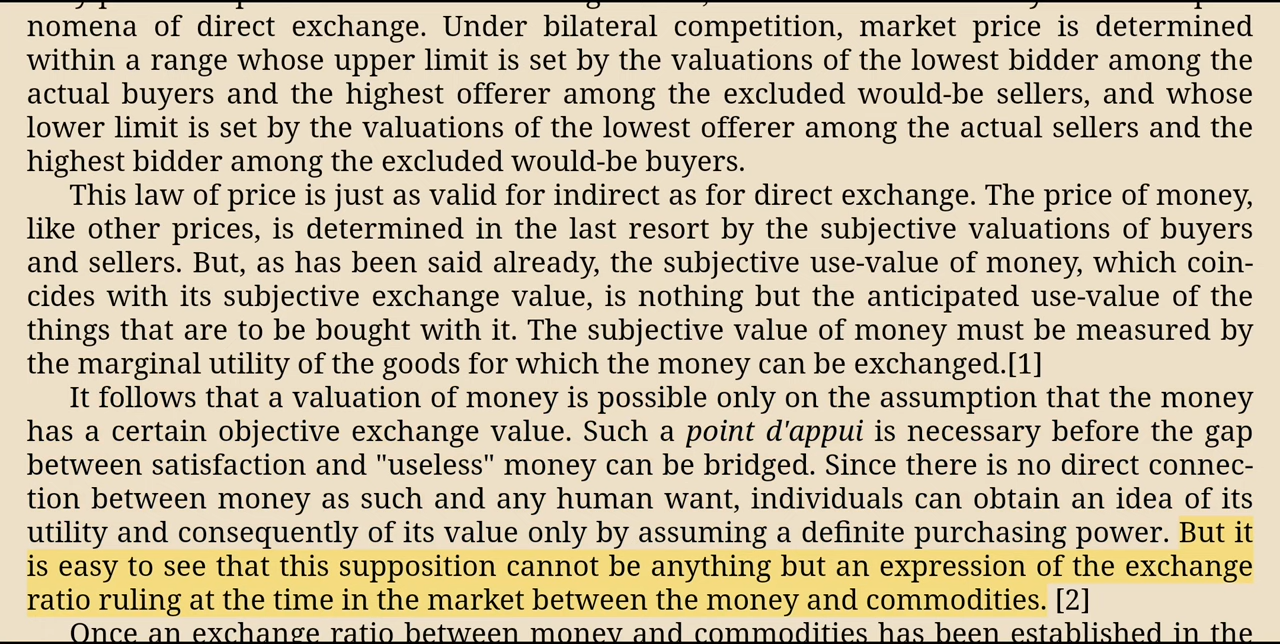 nomena of direct exchange. Under bilateral competition, market price is determined
within a range whose upper limit is set by the valuations of the lowest bidder among the
actual buyers and the highest offerer among the excluded would-be sellers, and whose
lower limit is set by the valuations of the lowest offerer among the actual sellers and the
highest bidder among the excluded would-be buyers.
This law of price is just as valid for indirect as for direct exchange. The price of money,
like other prices, is determined in the last resort by the subjective valuations of buyers
and sellers. But, as has been said already, the subjective use-value of money, which coin-
cides with its subjective exchange value, is nothing but the anticipated use-value of the
things that are to be bought with it. The subjective value of money must be measured by
the marginal utility of the goods for which the money can be exchanged.[1]
It follows that a valuation of money is possible only on the assumption that the money
has a certain objective exchange value. Such a point d'appui is necessary before the gap
between satisfaction and "useless" money can be bridged. Since there is no direct connec-
tion between money as such and any human want, individuals can obtain an idea of its
utility and consequently of its value only by assuming a definite purchasing power. But it
is easy to see that this supposition cannot be anything but an expression of the exchange
ratio ruling at the time in the market between the money and commodities. [2]
Once an exchange ratio between money and commodities has been established in the